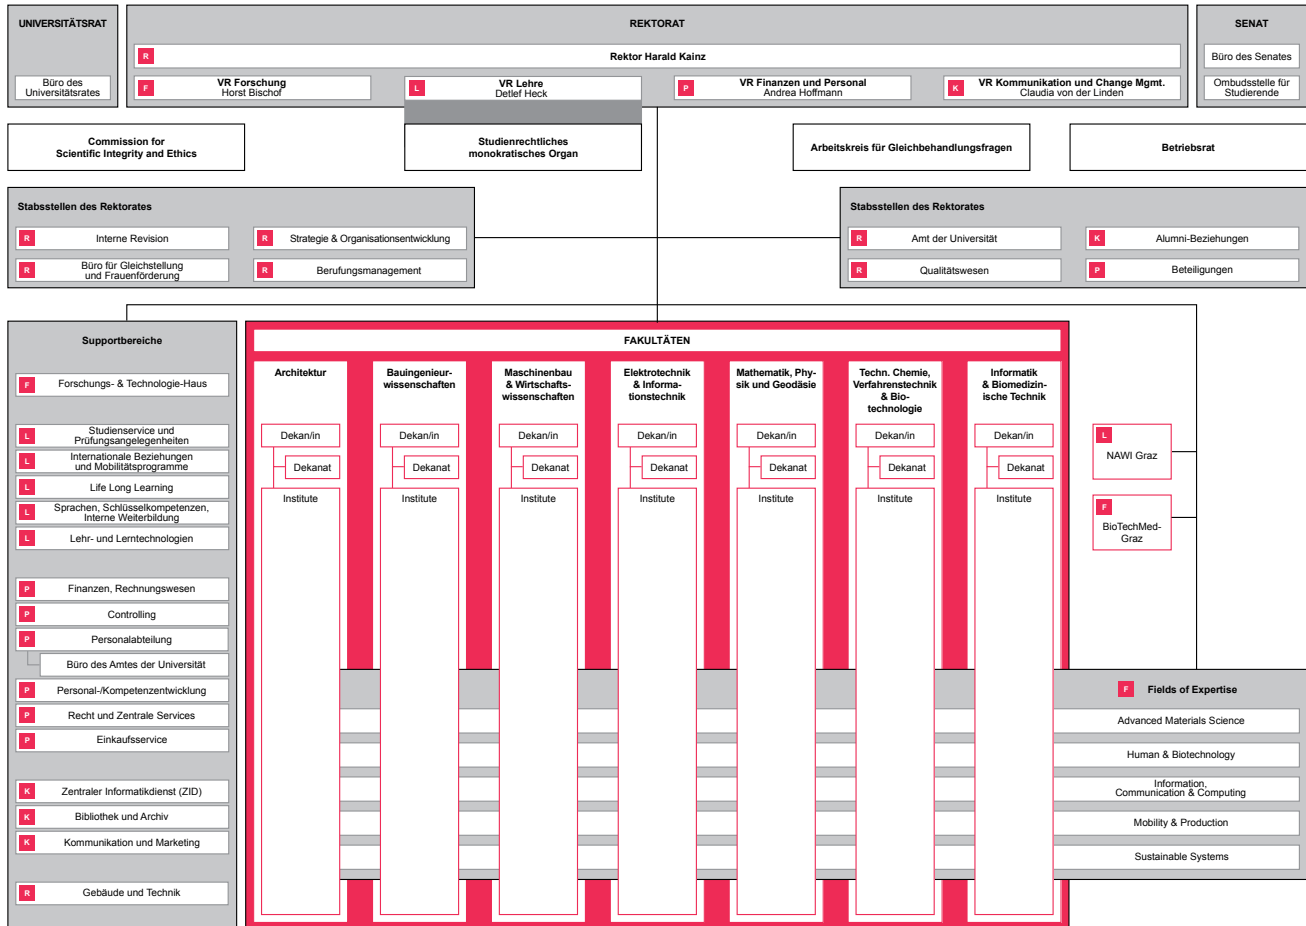 UNIVERSITÄTSRAT
Büro des
Universitätsrates
REKTORAT
R
Rektor Harald Kainz
F
VR Forschung
Horst Bischof
L
VR Lehre
Detlef Heck
P
VR Finanzen und Personal
Andrea Hoffmann
K
VR Kommunikation und Change Mgmt.
Claudia von der Linden
SENAT
Büro des Senates
Ombudsstelle für
Studierende
Commission for
Scientific Integrity and Ethics
Studienrechtliches
monokratisches Organ
Arbeitskreis für Gleichbehandlungsfragen
Betriebsrat
Stabsstellen des Rektorates
R
Interne Revision
R
Strategie & Organisationsentwicklung
R
Büro für Gleichstellung
und Frauenförderung
R
Berufungsmanagement
Stabsstellen des Rektorates
R
Amt der Universität
K
Alumni-Beziehungen
R
Qualitätswesen
P
Beteiligungen
Supportbereiche
F
Forschungs- & Technologie-Haus
L
Studienservice und
Prüfungsangelegenheiten
L
Internationale Beziehungen
und Mobilitätsprogramme
L
Life Long Learning
L
Sprachen, Schlüsselkompetenzen,
Interne Weiterbildung
L
Lehr- und Lerntechnologien
P
Finanzen, Rechnungswesen
P
Controlling
P
Personalabteilung
Büro des Amtes der Universität
P
Personal-/Kompetenzentwicklung
P
Recht und Zentrale Services
P
Einkaufsservice
K
Zentraler Informatikdienst (ZID)
K
Bibliothek und Archiv
K
Kommunikation und Marketing
R
Gebäude und Technik
FAKULTÄTEN
Architektur
Dekan/in
Dekanat
Institute
Bauingenieur-
wissenschaften
Dekan/in
Dekanat
Institute
Maschinenbau
& Wirtschafts-
wissenschaften
Dekan/in
Dekanat
Institute
Elektrotechnik
& Informa-
tionstechnik
Dekan/in
Dekanat
Institute
Mathematik, Phy-
sik und Geodäsie
Dekan/in
Dekanat
Institute
Techn. Chemie,
Verfahrenstechnik
& Bio-
technologie
Dekan/in
Dekanat
Institute
Informatik
& Biomedizin-
ische Technik
Dekan/in
Dekanat
Institute
L
NAWI Graz
F
BioTechMed-
Graz
F
Fields of Expertise
Advanced Materials Science
Human & Biotechnology
Information,
Communication & Computing
Mobility & Production
Sustainable Systems